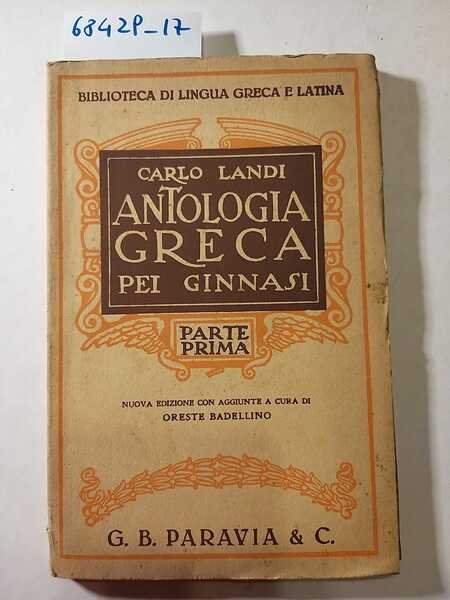 6842P_17
BIBLIOTECA DI LINGUA GRECA E LATINA
CARLO LANDI
ANTOLOGIA
GRECA
PEI GINNASI
PARTE
PRIMA
NUOVA EDIZIONE CON AGGIUNTE A CURA DI
ORESTE BADELLINO
G. B. PARAVIA & C.